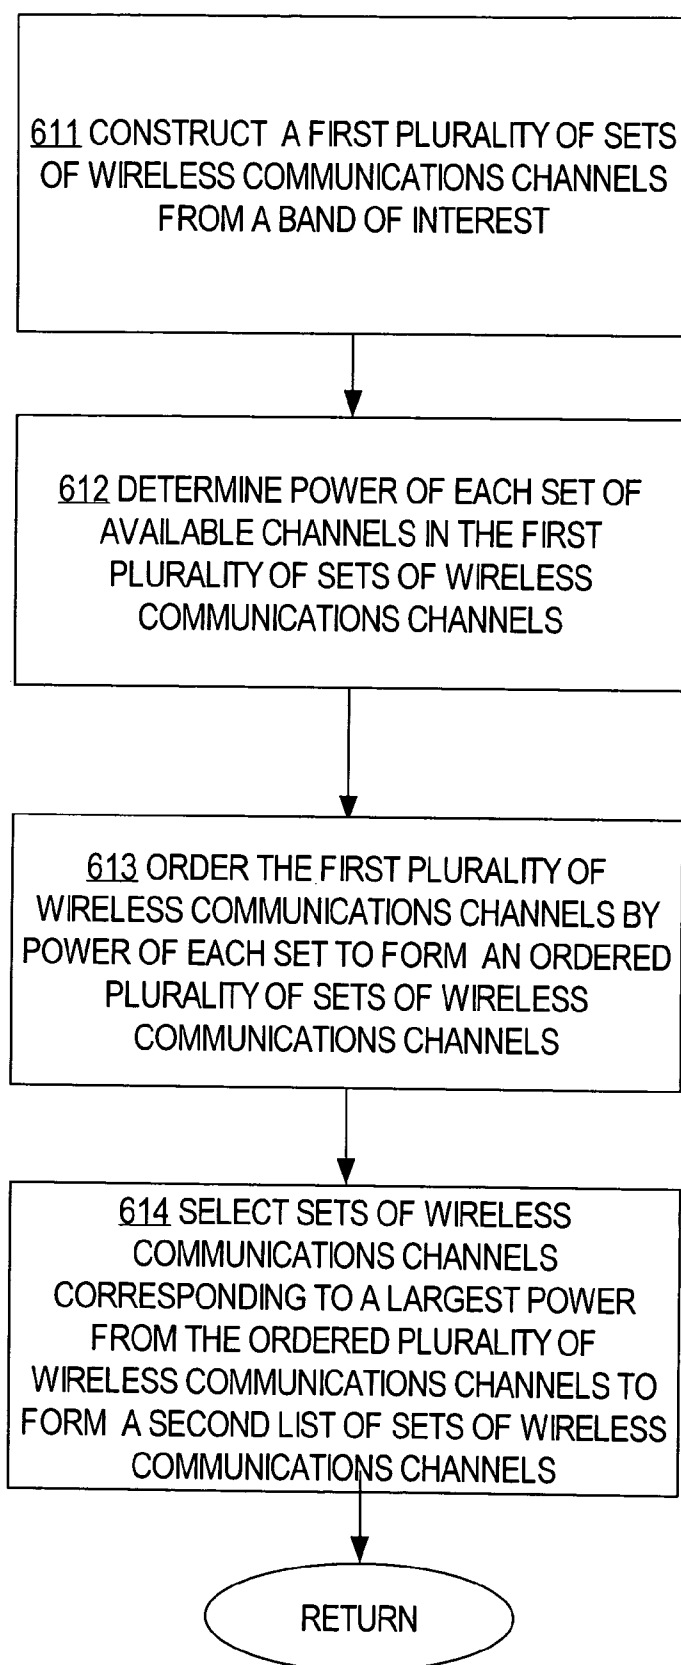 611 CONSTRUCT A FIRST PLURALITY OF SETS
OF WIRELESS COMMUNICATIONS CHANNELS
FROM A BAND OF INTEREST
612 DETERMINE POWER OF EACH SET OF
AVAILABLE CHANNELS IN THE FIRST
PLURALITY OF SETS OF WIRELESS
COMMUNICATIONS CHANNELS
613 ORDER THE FIRST PLURALITY OF
WIRELESS COMMUNICATIONS CHANNELS BY
POWER OF EACH SET TO FORM AN ORDERED
PLURALITY OF SETS OF WIRELESS
COMMUNICATIONS CHANNELS
614 SELECT SETS OF WIRELESS
COMMUNICATIONS CHANNELS
CORRESPONDING TO A LARGEST POWER
FROM THE ORDERED PLURALITY OF
WIRELESS COMMUNICATIONS CHANNELS TO
FORM A SECOND LIST OF SETS OF WIRELESS
COMMUNICATIONS CHANNELS
RETURN